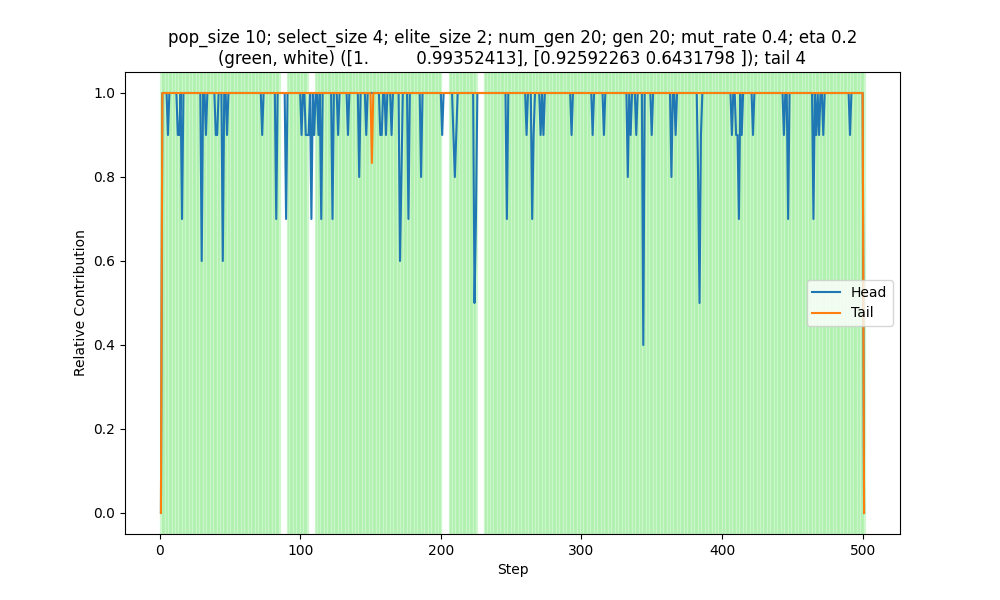 pop_size 10; select_size 4; elite_size 2; num_gen 20; gen 20; mut_rate 0.4; eta 0.2
(green, white) ([1.         0.99352413], [0.92592263 0.6431798 ]); tail 4
1.0
0.8
0.6
0.4
0.2
0.0
Relative Contribution
Head
Tail
0
100
200
300
400
500
Step